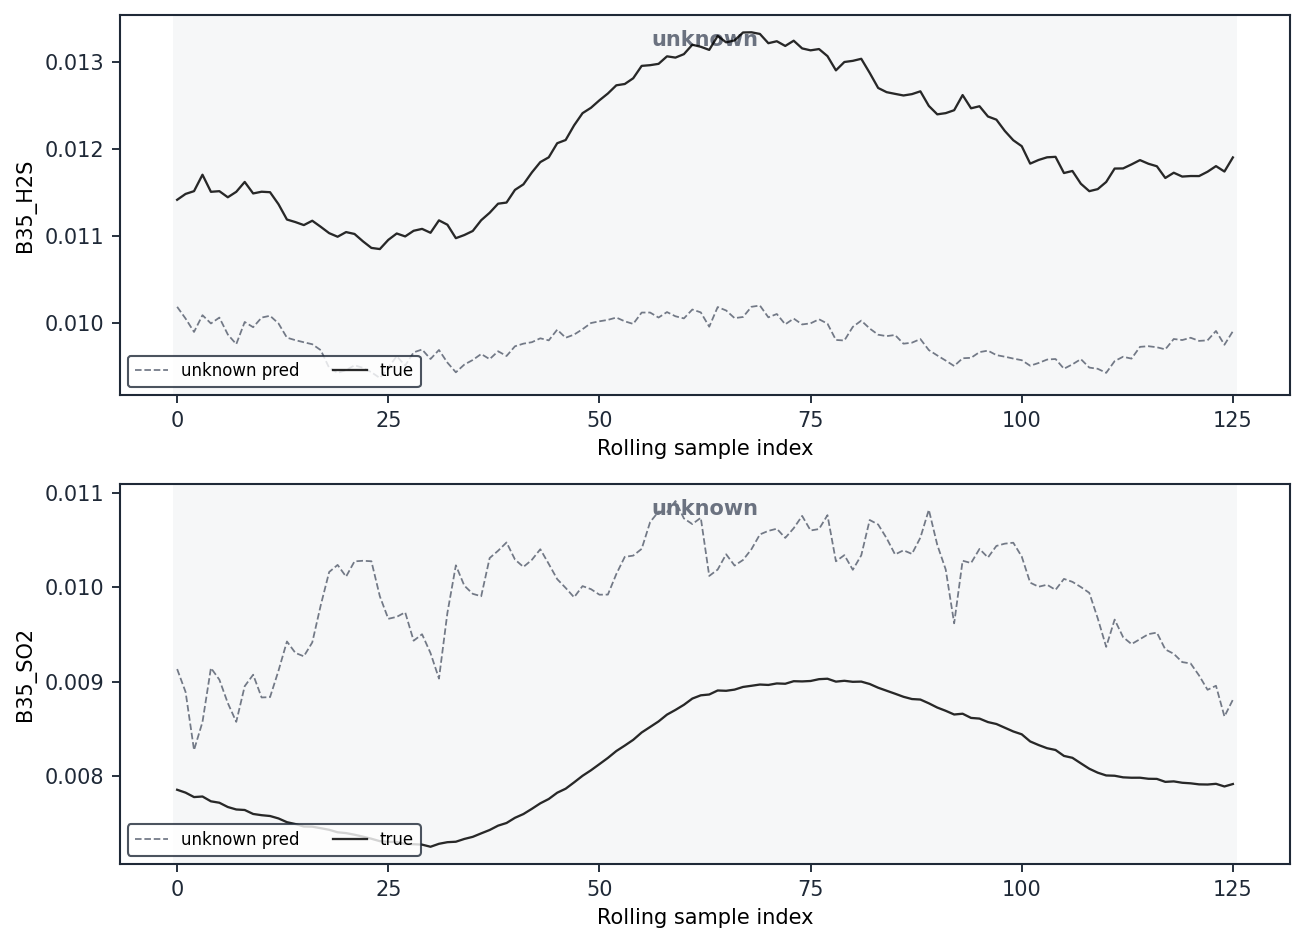 unknown
B35_H2S
0.013
0.012
0.011
0.010
unknown pred true
0 25 50 75 100 125
Rolling sample index
unknown
B35_SO2
0.011
0.010
0.009
0.008
unknown pred true
0 25 50 75 100 125
Rolling sample index